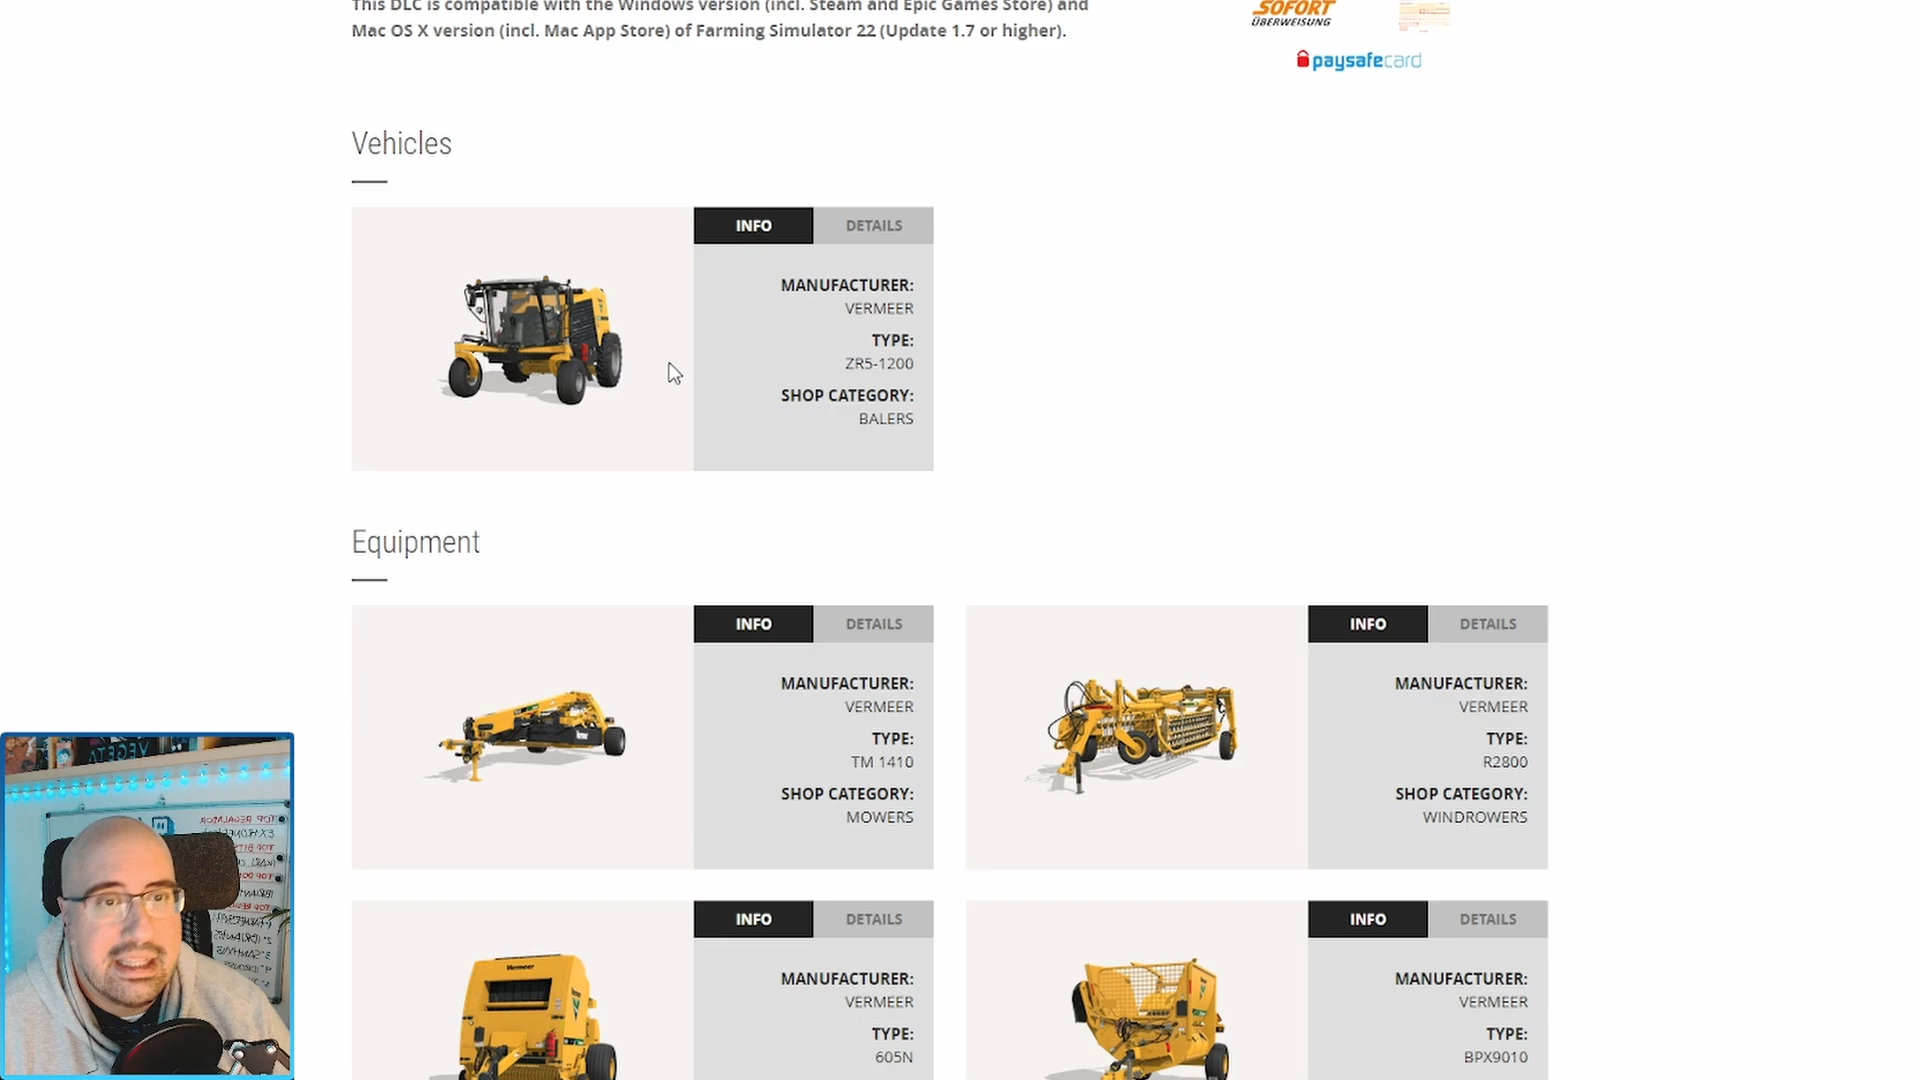 This DLC is compatible with the Windows version (incl. Steam and Epic Games Store) and
Mac OS X version (incl. Mac App Store) of Farming Simulator 22 (Update 1.7 or higher).
SOFORT
ÜBERWEISUNG
paysafecard
Vehicles
INFO
DETAILS
MANUFACTURER:
VERMEER
TYPE:
ZR5-1200
SHOP CATEGORY:
BALERS
Equipment
INFO
DETAILS
MANUFACTURER:
VERMEER
TYPE:
TM 1410
SHOP CATEGORY:
MOWERS
INFO
DETAILS
MANUFACTURER:
VERMEER
TYPE:
R2800
SHOP CATEGORY:
WINDROWERS
INFO
DETAILS
Vermeer
MANUFACTURER:
VERMEER
TYPE:
605N
INFO
DETAILS
MANUFACTURER:
VERMEER
TYPE:
BPX9010
VEGETA